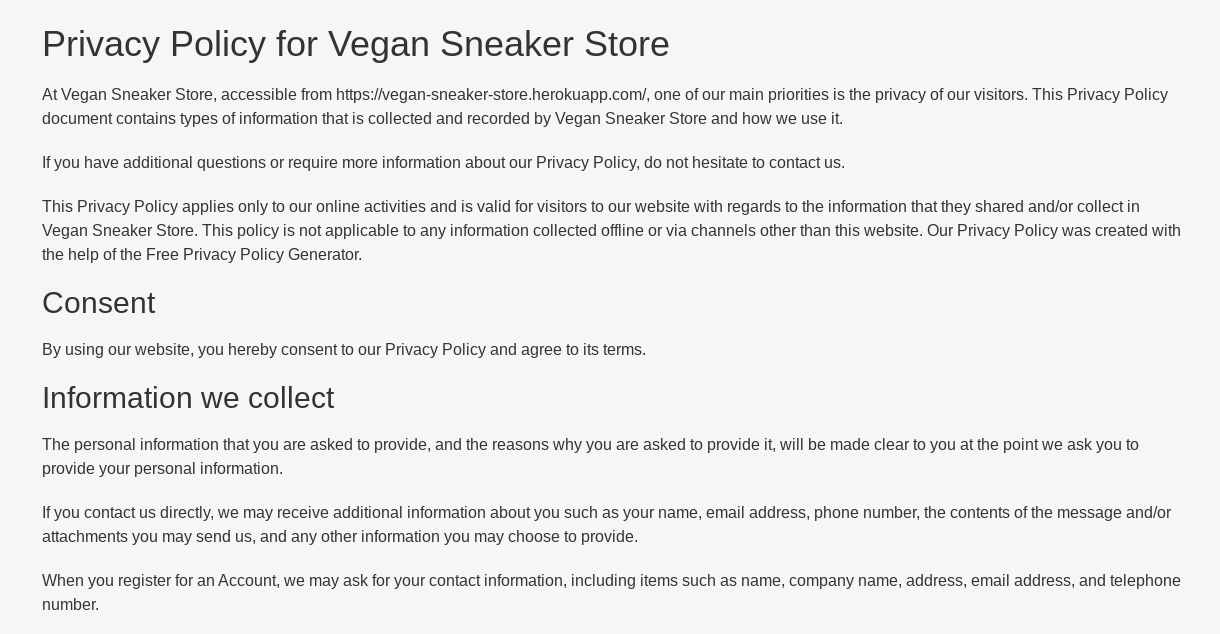 Privacy Policy for Vegan Sneaker Store
At Vegan Sneaker Store, accessible from https://vegan-sneaker-store.herokuapp.com/, one of our main priorities is the privacy of our visitors. This Privacy Policy
document contains types of information that is collected and recorded by Vegan Sneaker Store and how we use it.
If you have additional questions or require more information about our Privacy Policy, do not hesitate to contact us.
This Privacy Policy applies only to our online activities and is valid for visitors to our website with regards to the information that they shared and/or collect in
Vegan Sneaker Store. This policy is not applicable to any information collected offline or via channels other than this website. Our Privacy Policy was created with
the help of the Free Privacy Policy Generator.
Consent
By using our website, you hereby consent to our Privacy Policy and agree to its terms.
Information we collect
The personal information that you are asked to provide, and the reasons why you are asked to provide it, will be made clear to you at the point we ask you to
provide your personal information.
If you contact us directly, we may receive additional information about you such as your name, email address, phone number, the contents of the message and/or
attachments you may send us, and any other information you may choose to provide.
When you register for an Account, we may ask for your contact information, including items such as name, company name, address, email address, and telephone
number.